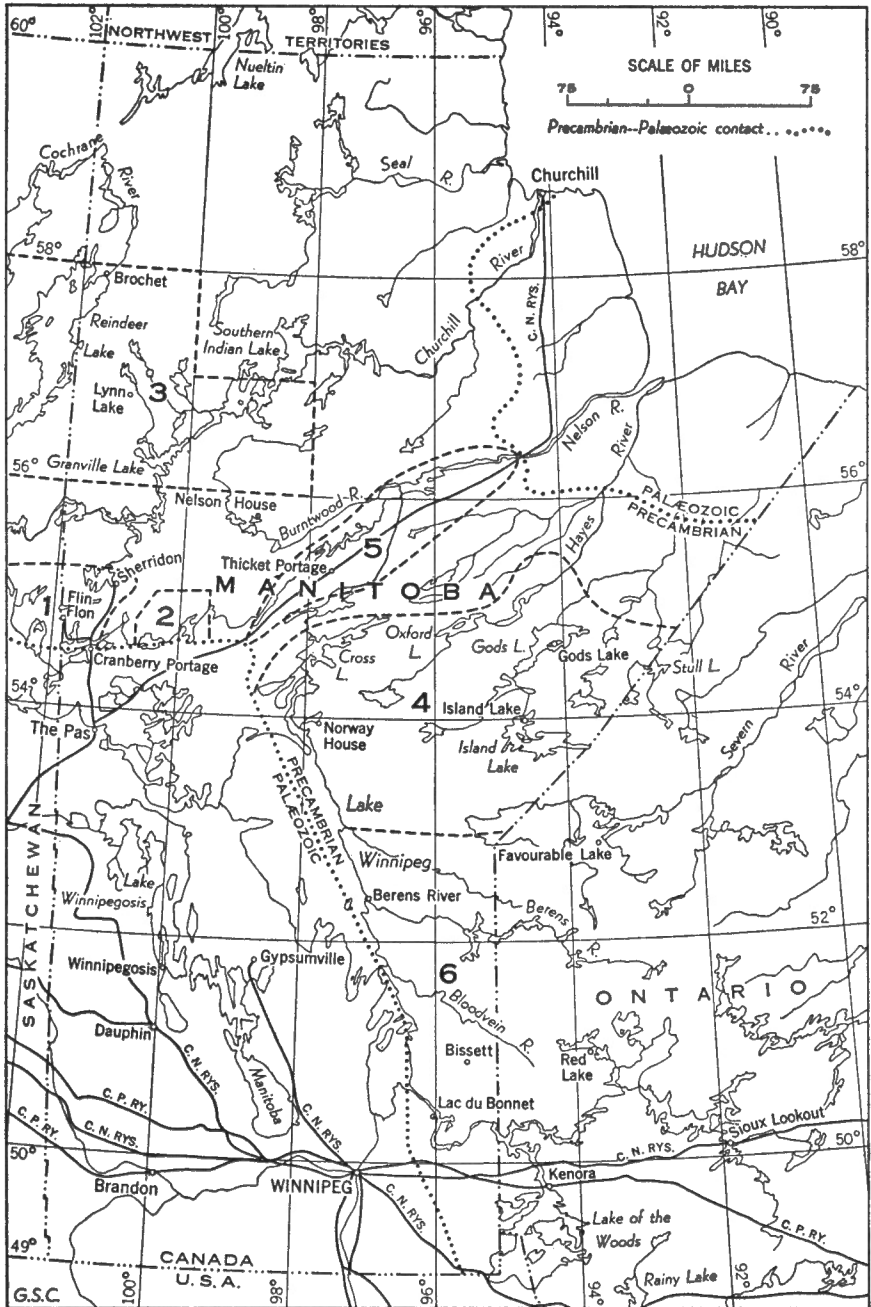 60° 102° 100° 98° 96° 94° 92° 90°
NORTHWEST TERRITORIES
Nueltin
Lake
SCALE OF MILES
75 0 75
Precambrian--Palæozoic contact
Cochrane
River
Seal R.
Churchill
58°
58°
HUDSON
BAY
Brochet
River
Churchill
C. N. RYS.
Reindeer
Lake
Southern
Indian Lake
3
Lynn
Lake
Nelson R.
River
Hayes
56°
Granville Lake
56°
Nelson House
Burntwood R.
PALÆOZOIC
PRECAMBRIAN
5
Thicket Portage
MANITOBA
Sherridon
1
Flin
Flon
2
Cranberry Portage
Oxford
L.
Cross
L.
Gods L.
Gods Lake
Stull L.
River
Severn
54°
4
54°
Island Lake
Island
Lake
Norway
House
The Pas
PRECAMBRIAN
PALÆOZOIC
Lake
Winnipeg
Favourable Lake
SASKATCHEWAN
Lake
Winnipegosis
Berens River
Berens
R.
52°
Winnipegosis
Gypsumville
6
ONTARIO
Bloodvein
R.
Dauphin
Bissett
Red
Lake
C. N. RYS.
Manitoba
C. N. RYS.
Lac du Bonnet
C. P. RY.
C. P. RY.
C. N. RYS.
Sioux Lookout
C. N. RYS.
50°
50°
Brandon
WINNIPEG
Kenora
C. N. RYS.
Lake of the
Woods
C. P. RY.
49°
CANADA
U. S. A.
Rainy Lake
G.S.C.
100° 98° 96° 94° 92°